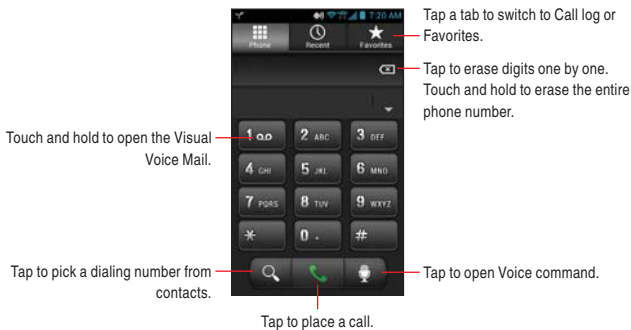 7:20 AM
Phone Recent Favorites
Tap a tab to switch to Call log or
Favorites.
Tap to erase digits one by one.
Touch and hold to erase the entire
phone number.
Touch and hold to open the Visual
Voice Mail.
1 2 ABC 3 DEF
4 GHI 5 JKL 6 MNO
7 PQRS 8 TUV 9 WXYZ
* 0 #
Tap to pick a dialing number from
contacts.
Tap to open Voice command.
Tap to place a call.